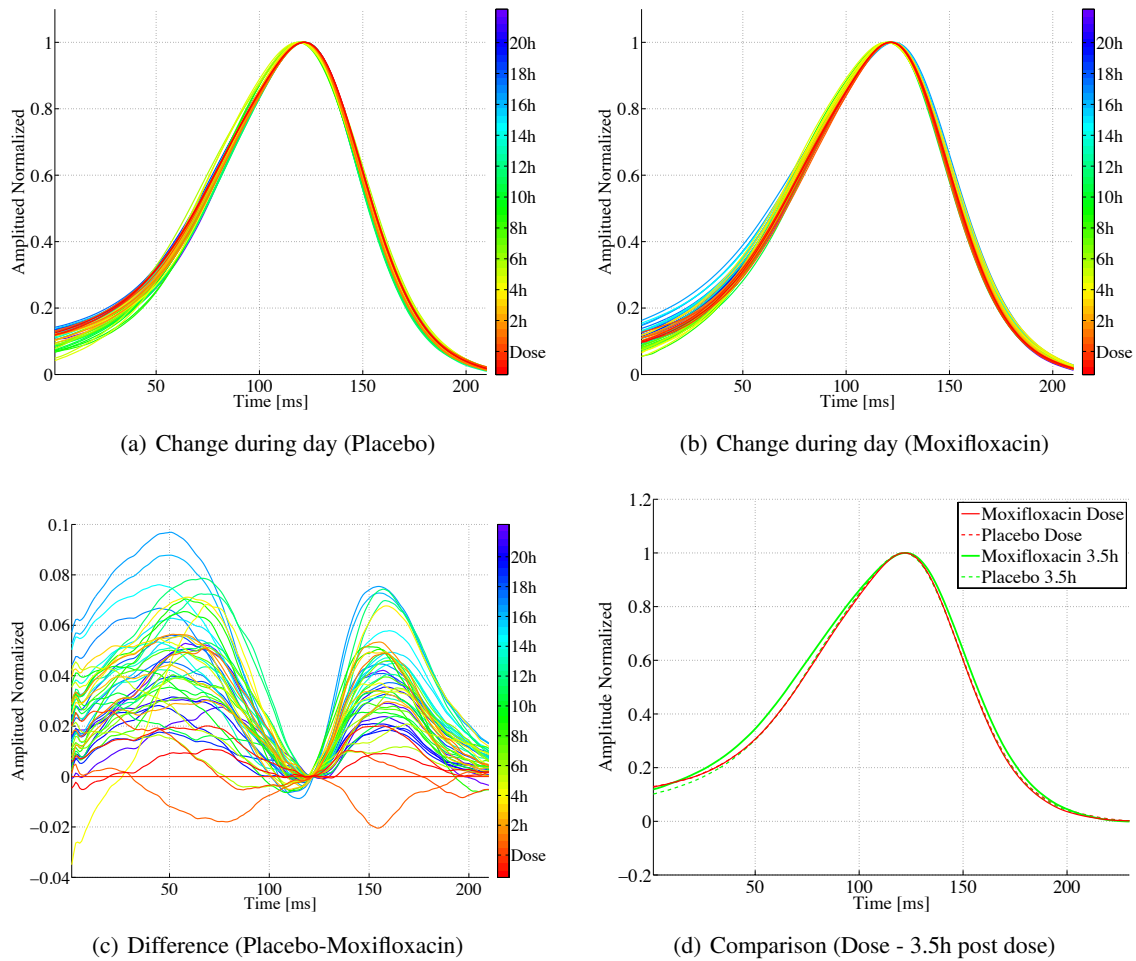 1
0.8
0.6
0.4
0.2
0
50
100
150
200
Amplitued Normalized
Time [ms]
20h
18h
16h
14h
12h
10h
8h
6h
4h
2h
Dose
(a) Change during day (Placebo)
1
0.8
0.6
0.4
0.2
0
50
100
150
200
Amplitued Normalized
Time [ms]
20h
18h
16h
14h
12h
10h
8h
6h
4h
2h
Dose
(b) Change during day (Moxifloxacin)
0.1
0.08
0.06
0.04
0.02
0
−0.02
−0.04
50
100
150
200
Amplitued Normalized
Time [ms]
20h
18h
16h
14h
12h
10h
8h
6h
4h
2h
Dose
(c) Difference (Placebo-Moxifloxacin)
1.2
1
0.8
0.6
0.4
0.2
0
−0.2
50
100
150
200
Amplitude Normalized
Time [ms]
Moxifloxacin Dose
Placebo Dose
Moxifloxacin 3.5h
Placebo 3.5h
(d) Comparison (Dose - 3.5h post dose)